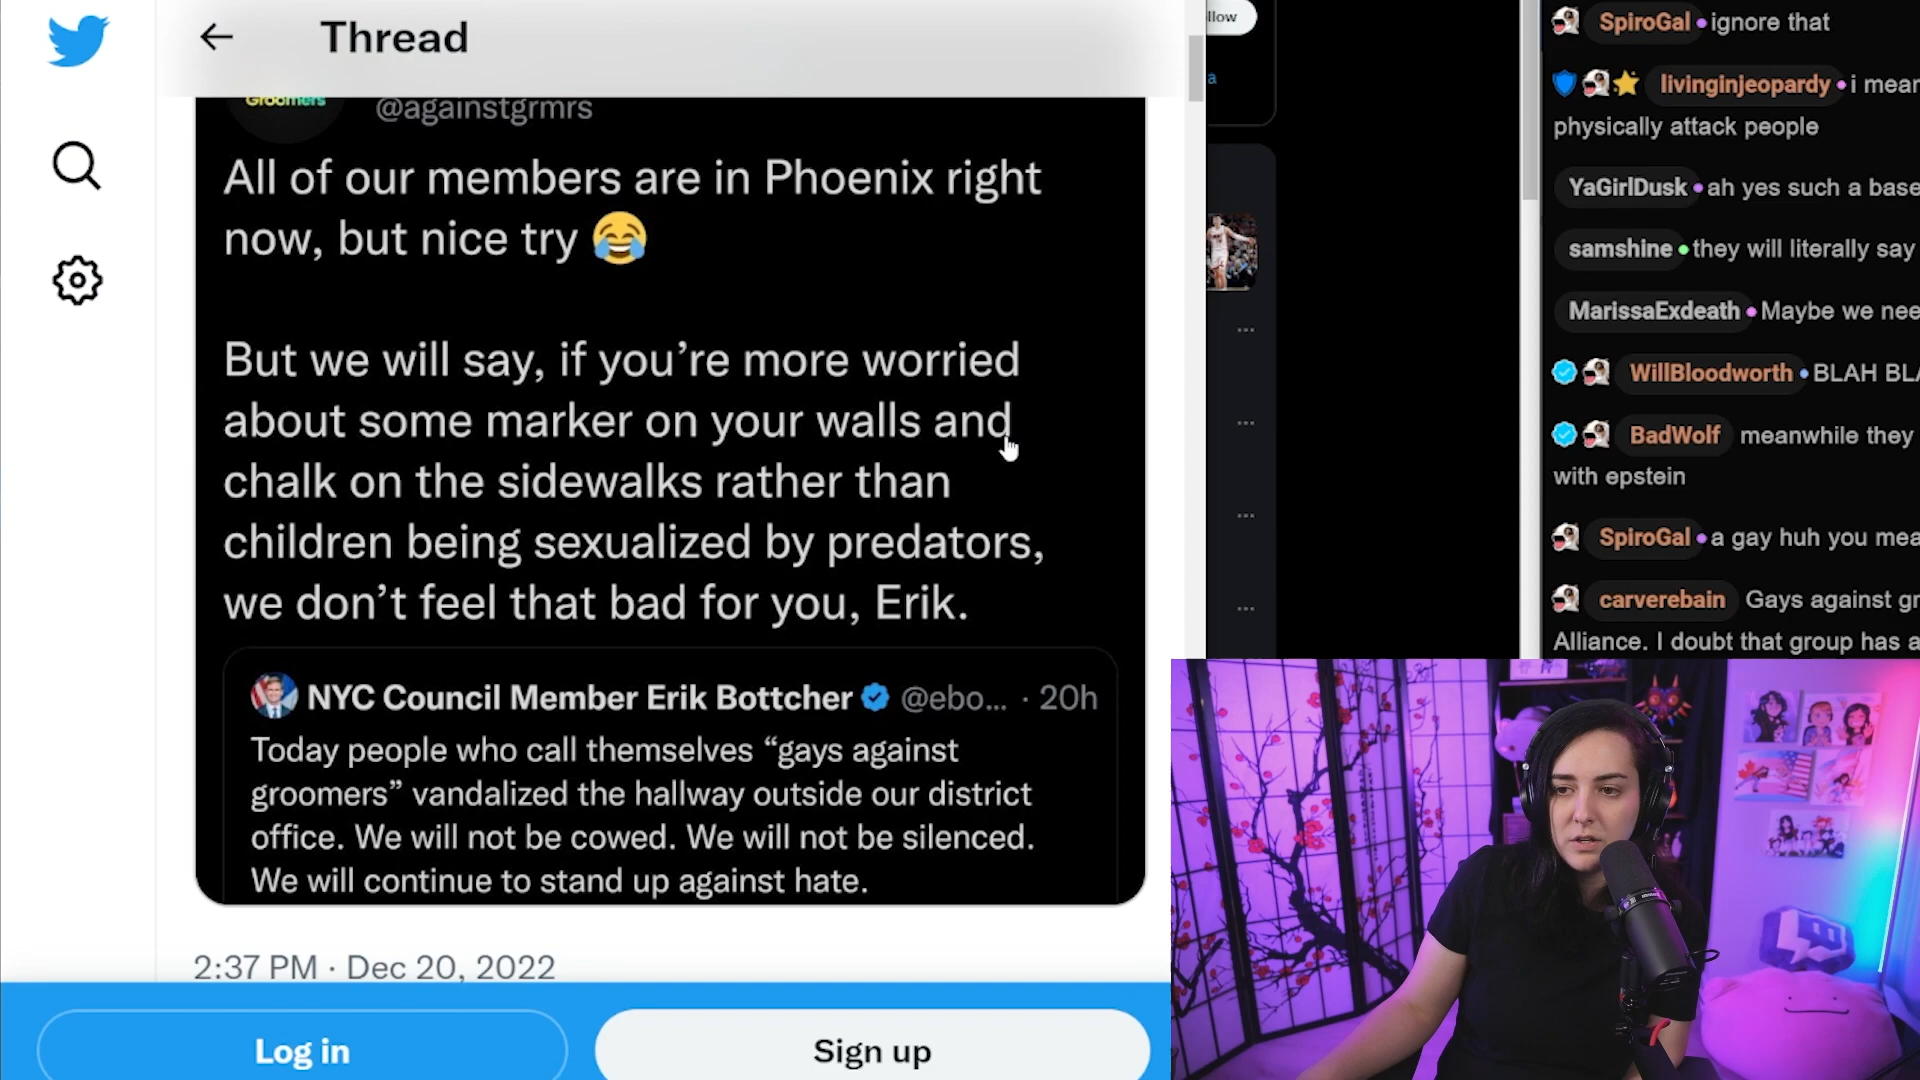 Thread
Groomers
@againstgrmrs
All of our members are in Phoenix right
now, but nice try 😂
But we will say, if you’re more worried
about some marker on your walls and
chalk on the sidewalks rather than
children being sexualized by predators,
we don’t feel that bad for you, Erik.
NYC Council Member Erik Bottcher @ebo... · 20h
Today people who call themselves “gays against
groomers” vandalized the hallway outside our district
office. We will not be cowed. We will not be silenced.
We will continue to stand up against hate.
2:37 PM · Dec 20, 2022
Log in
Sign up
llow
a
SpiroGal ignore that
livinginjeopardy i mear
physically attack people
YaGirlDusk ah yes such a base
samshine they will literally say
MarissaExdeath Maybe we nee
WillBloodworth BLAH BLA
BadWolf meanwhile they
with epstein
SpiroGal a gay huh you mea
carverebain Gays against gr
Alliance. I doubt that group has a